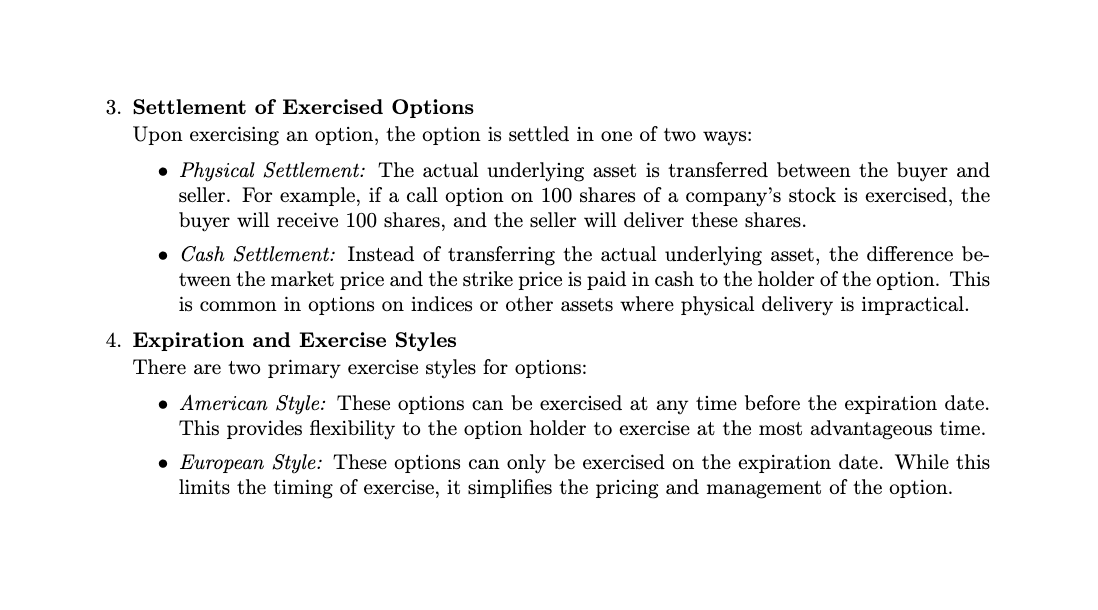 3. Settlement of Exercised Options
Upon exercising an option, the option is settled in one of two ways:
• Physical Settlement: The actual underlying asset is transferred between the buyer and
seller. For example, if a call option on 100 shares of a company's stock is exercised, the
buyer will receive 100 shares, and the seller will deliver these shares.
• Cash Settlement: Instead of transferring the actual underlying asset, the difference be-
tween the market price and the strike price is paid in cash to the holder of the option. This
is common in options on indices or other assets where physical delivery is impractical.
4. Expiration and Exercise Styles
There are two primary exercise styles for options:
• American Style: These options can be exercised at any time before the expiration date.
This provides flexibility to the option holder to exercise at the most advantageous time.
• European Style: These options can only be exercised on the expiration date. While this
limits the timing of exercise, it simplifies the pricing and management of the option.